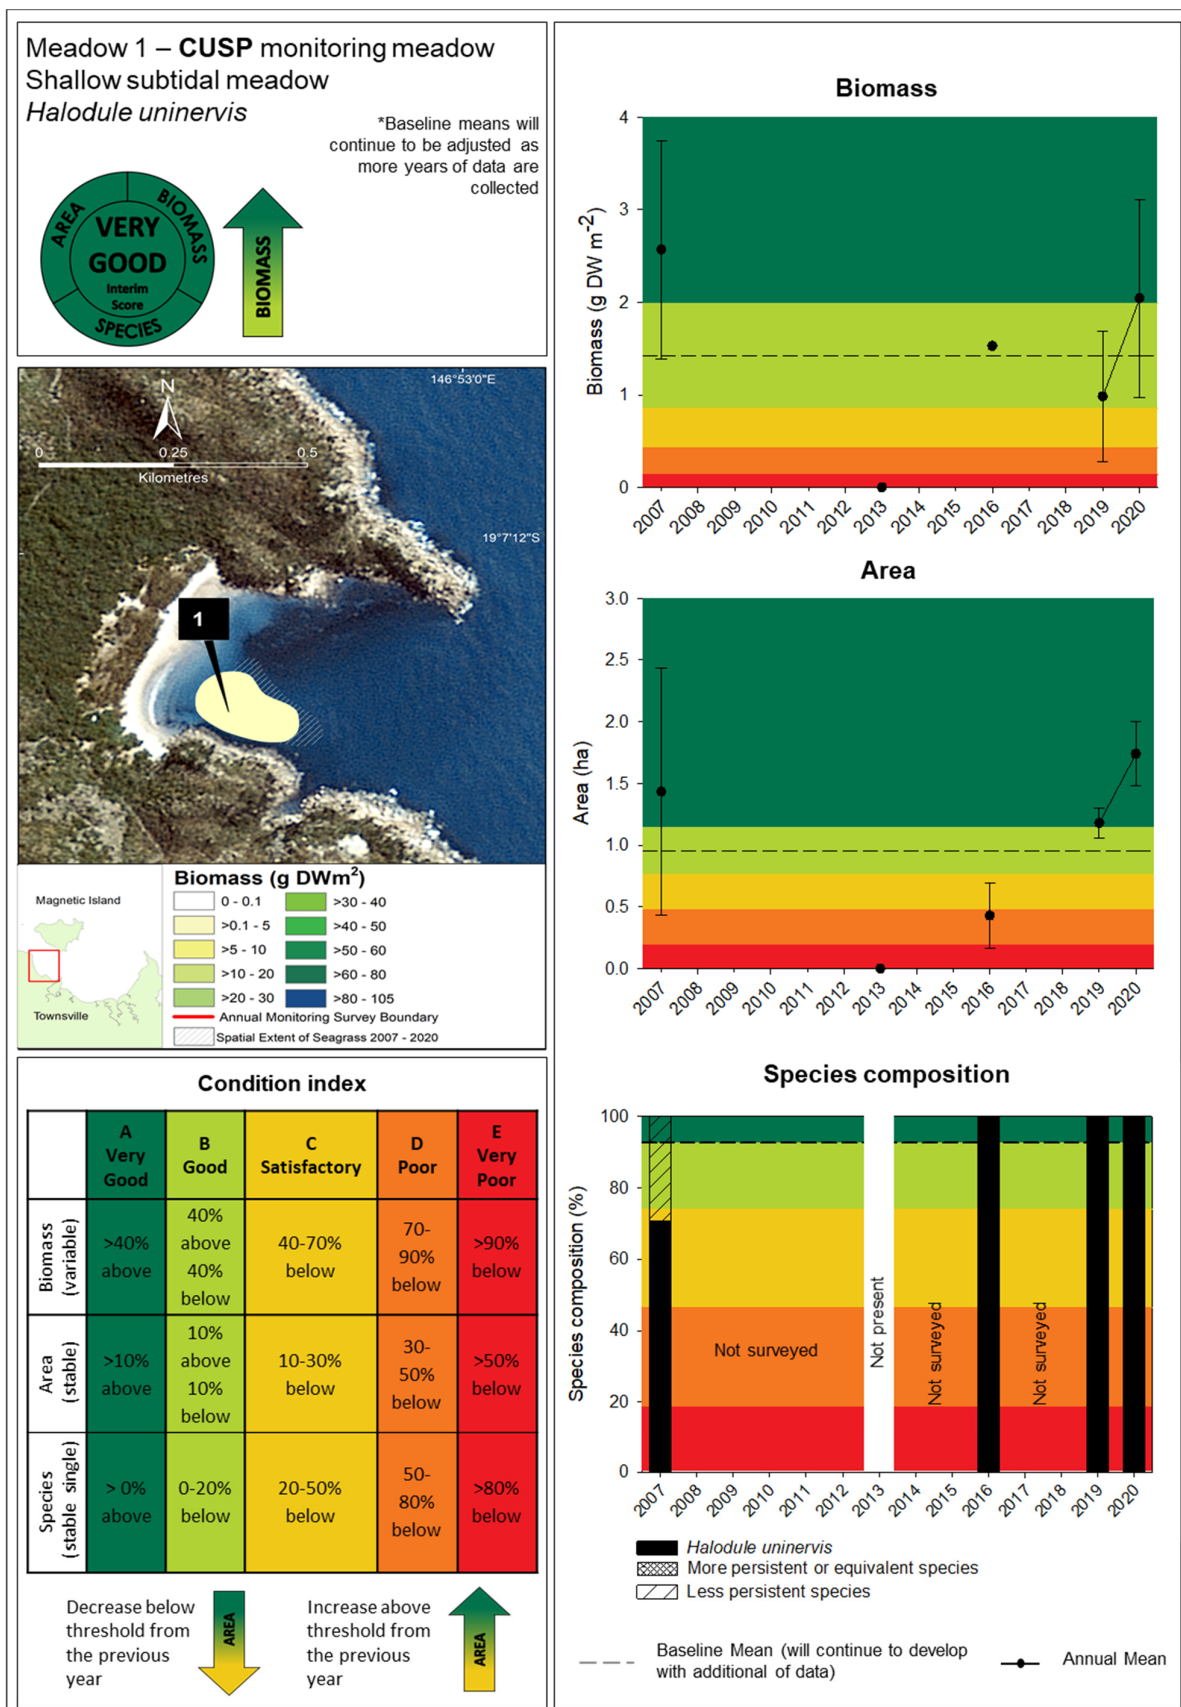 Meadow 1 – CUSP monitoring meadow
Shallow subtidal meadow
Halodule uninervis
*Baseline means will
continue to be adjusted as
more years of data are
collected
AREA
BIOMASS
SPECIES
VERY
GOOD
Interim
Score
BIOMASS
146°53'0"E
N
0 0.25 0.5
Kilometres
19°7'12"S
1
Magnetic Island
Townsville
Biomass (g DWm²)
0 - 0.1
>0.1 - 5
>5 - 10
>10 - 20
>20 - 30
>30 - 40
>40 - 50
>50 - 60
>60 - 80
>80 - 105
Annual Monitoring Survey Boundary
Spatial Extent of Seagrass 2007 - 2020
Condition index
A
Very
Good
B
Good
C
Satisfactory
D
Poor
E
Very
Poor
Biomass
(variable)
>40%
above
40%
above
40%
below
40-70%
below
70-
90%
below
>90%
below
Area
(stable)
>10%
above
10%
above
10%
below
10-30%
below
30-
50%
below
>50%
below
Species
(stable single)
> 0%
above
0-20%
below
20-50%
below
50-
80%
below
>80%
below
Decrease below
threshold from
the previous
year
AREA
Increase above
threshold from
the previous
year
AREA
Biomass
Biomass (g DW m-2)
4
3
2
1
0
2007 2008 2009 2010 2011 2012 2013 2014 2015 2016 2017 2018 2019 2020
Area
Area (ha)
3.0
2.5
2.0
1.5
1.0
0.5
0.0
2007 2008 2009 2010 2011 2012 2013 2014 2015 2016 2017 2018 2019 2020
Species composition
Species composition (%)
100
80
60
40
20
0
Not surveyed
Not present
Not surveyed
Not surveyed
2007 2008 2009 2010 2011 2012 2013 2014 2015 2016 2017 2018 2019 2020
Halodule uninervis
More persistent or equivalent species
Less persistent species
Baseline Mean (will continue to develop
with additional of data)
Annual Mean